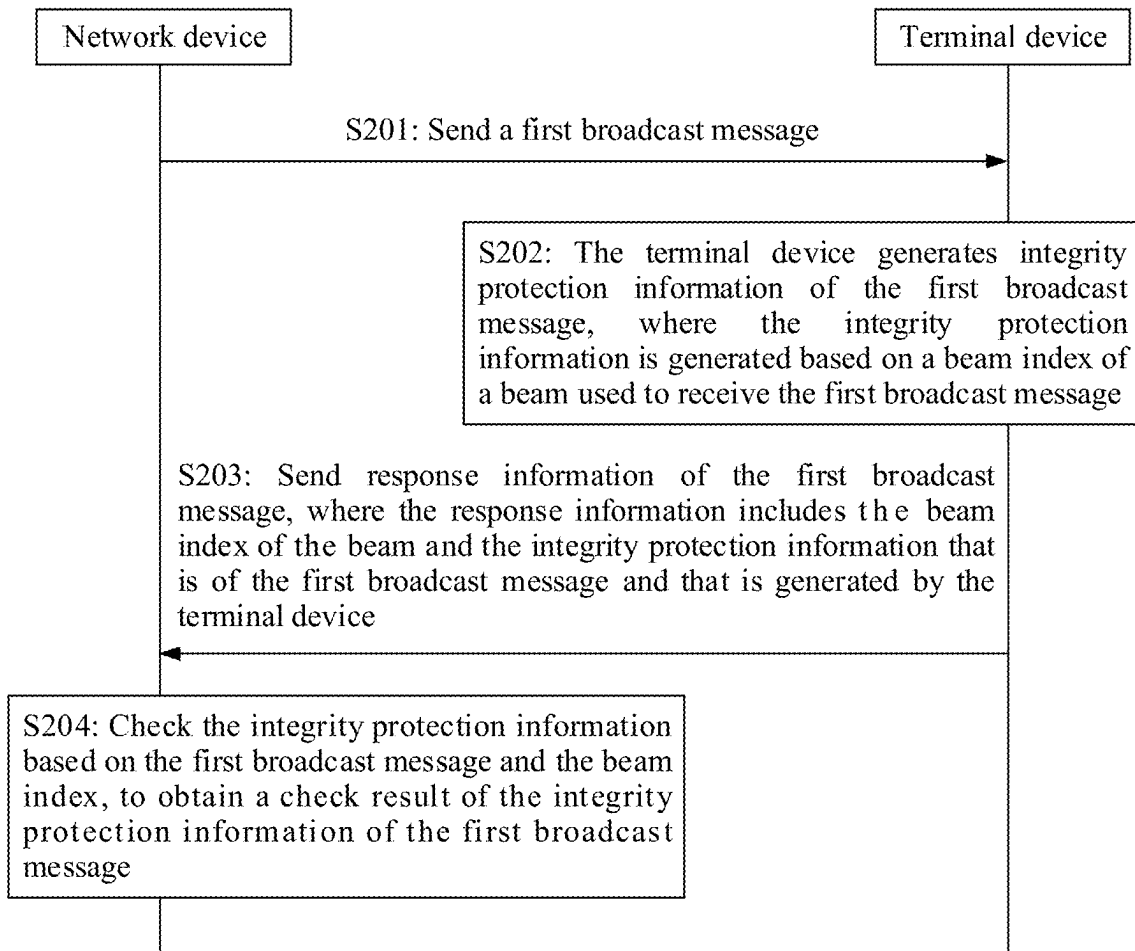 Network device
Terminal device
S201: Send a first broadcast message
S202: The terminal device generates integrity
protection information of the first broadcast
message, where the integrity protection
information is generated based on a beam index of
a beam used to receive the first broadcast message
S203: Send response information of the first broadcast
message, where the response information includes the beam
index of the beam and the integrity protection information that
is of the first broadcast message and that is generated by the
terminal device
S204: Check the integrity protection information
based on the first broadcast message and the beam
index, to obtain a check result of the integrity
protection information of the first broadcast
message